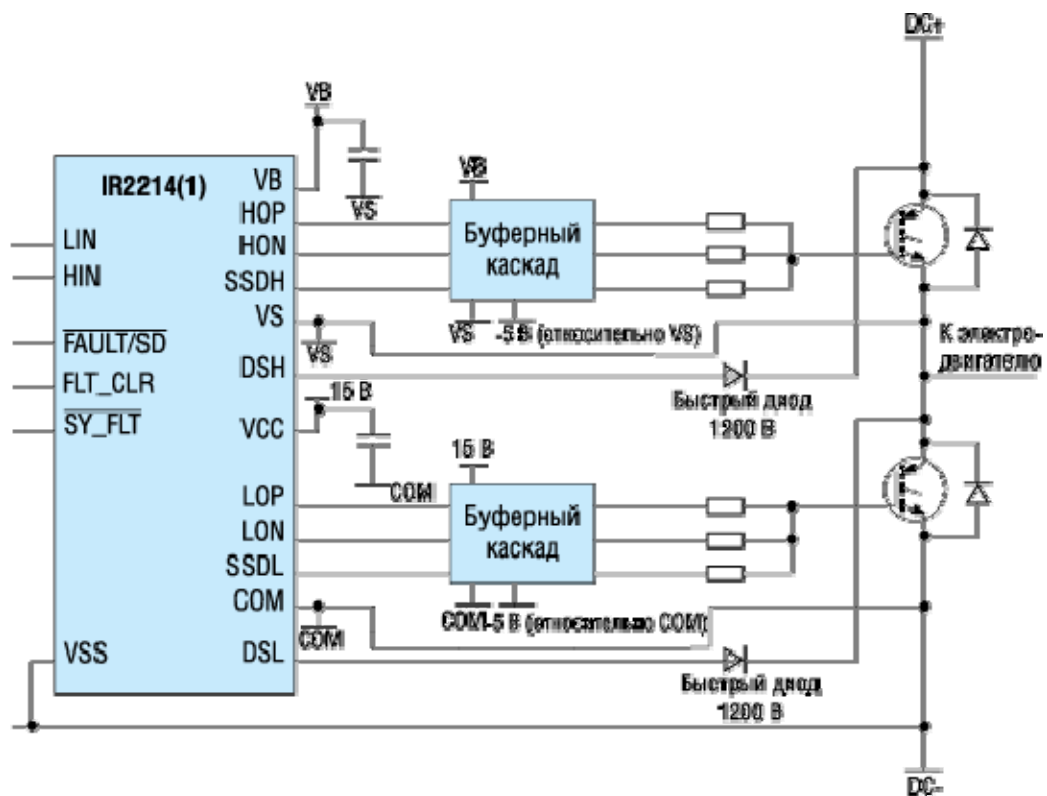 DC+
VB
IR2214(1)
VB
VS
VB
HOP
HON
SSDH
VS
Буферный
каскад
LIN
HIN
FAULT/SD
FLT_CLR
SY_FLT
VS
VS
-5 В (относительно VS)
К электро-
двигателю
DSH
15 В
Быстрый диод
1200 В
VCC
COM
15 В
LOP
LON
SSDL
COM
Буферный
каскад
COM
COM
-5 В (относительно COM)
VSS
DSL
Быстрый диод
1200 В
DC-